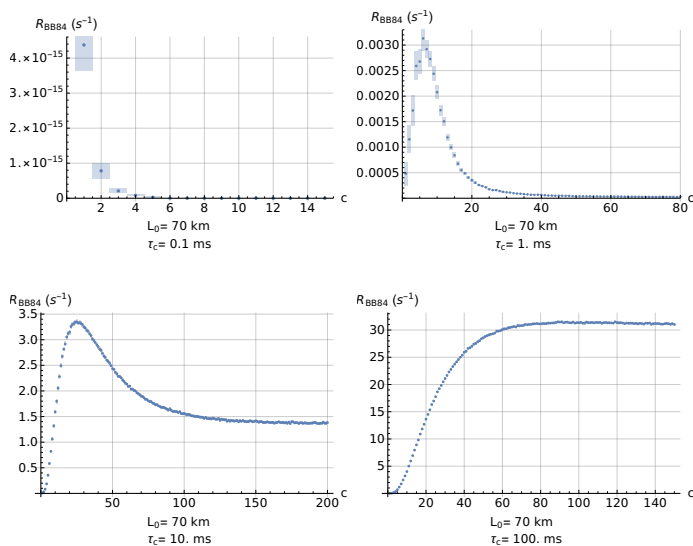 R_BB84 (s⁻¹)
4.×10⁻¹⁵
3.×10⁻¹⁵
2.×10⁻¹⁵
1.×10⁻¹⁵
0
2 4 6 8 10 12 14 c
L₀= 70 km
τ_c= 0.1 ms
R_BB84 (s⁻¹)
0.0030
0.0025
0.0020
0.0015
0.0010
0.0005
20 40 60 80 c
L₀= 70 km
τ_c= 1. ms
R_BB84 (s⁻¹)
3.5
3.0
2.5
2.0
1.5
1.0
0.5
50 100 150 200 c
L₀= 70 km
τ_c= 10. ms
R_BB84 (s⁻¹)
30
25
20
15
10
5
20 40 60 80 100 120 140 c
L₀= 70 km
τ_c= 100. ms